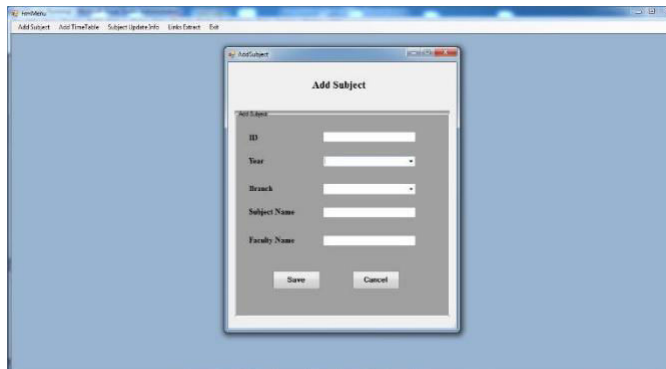 FrmMenu
Add Subject Add TimeTable Subject Update Info Links Extract Exit
AddSubject
Add Subject
Add Subject
ID
Year
Branch
Subject Name
Faculty Name
Save Cancel